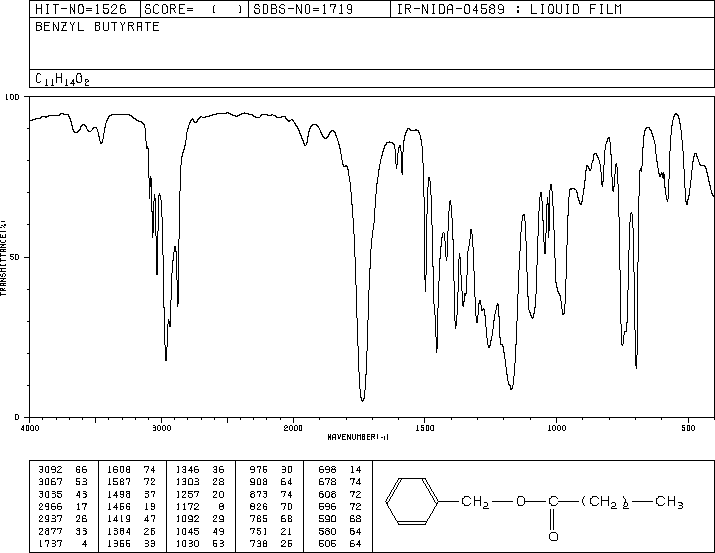 HIT-NO=1526 SCORE= ( ) SDBS-NO=1719 IR-NIDA-04589 : LIQUID FILM
BENZYL BUTYRATE
C11H14O2
100
TRANSMITTANCE(%)
50
0
4000 3000 2000 1500 1000 500
WAVENUMBER(-1)
3092 66 1608 74 1346 36 975 30 698 14
3067 53 1587 72 1303 28 908 64 678 74
3035 43 1498 37 1257 20 873 74 608 72
2966 17 1456 19 1172 8 826 70 596 72
2937 26 1419 47 1092 29 785 68 590 68
2877 33 1384 26 1045 49 751 21 580 64
1737 4 1366 39 1030 53 738 26 505 64
CH2 O C (CH2)2 CH3
O